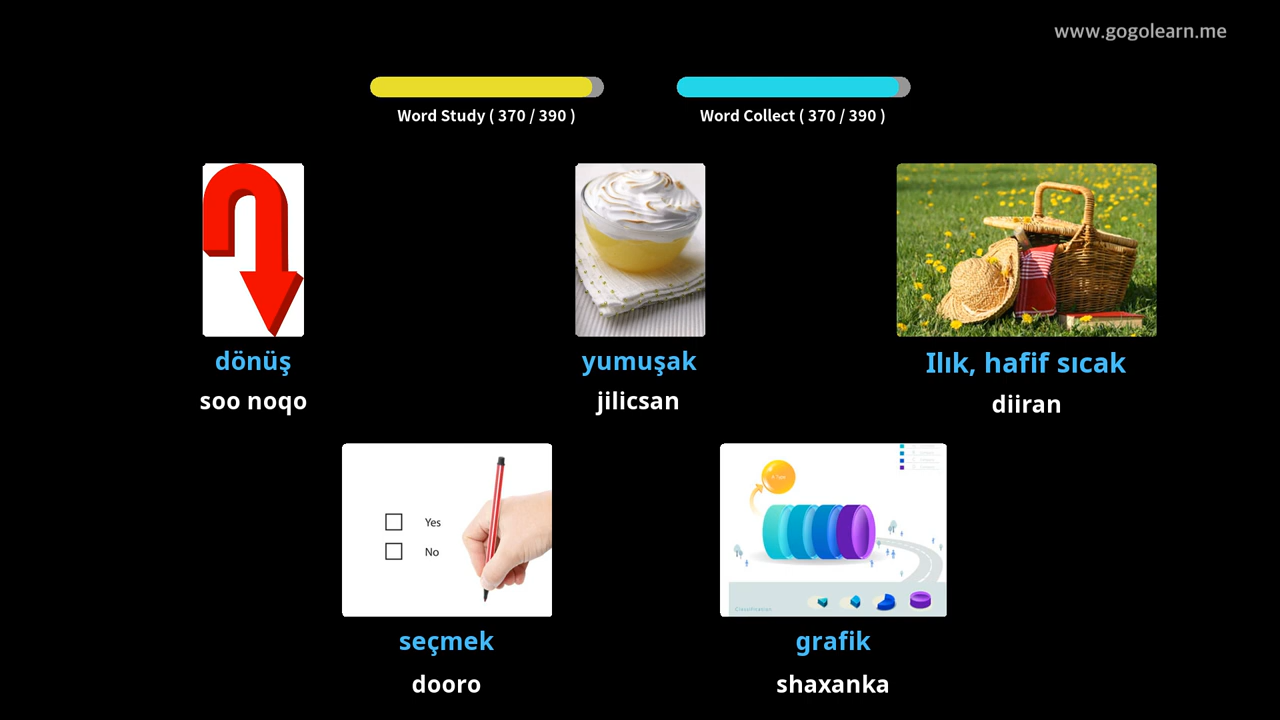 www.gogolearn.me
Word Study ( 370 / 390 )
Word Collect ( 370 / 390 )
dönüş
soo noqo
yumuşak
jilicsan
Ilık, hafif sıcak
diiran
Yes
No
seçmek
dooro
Classification
grafik
shaxanka